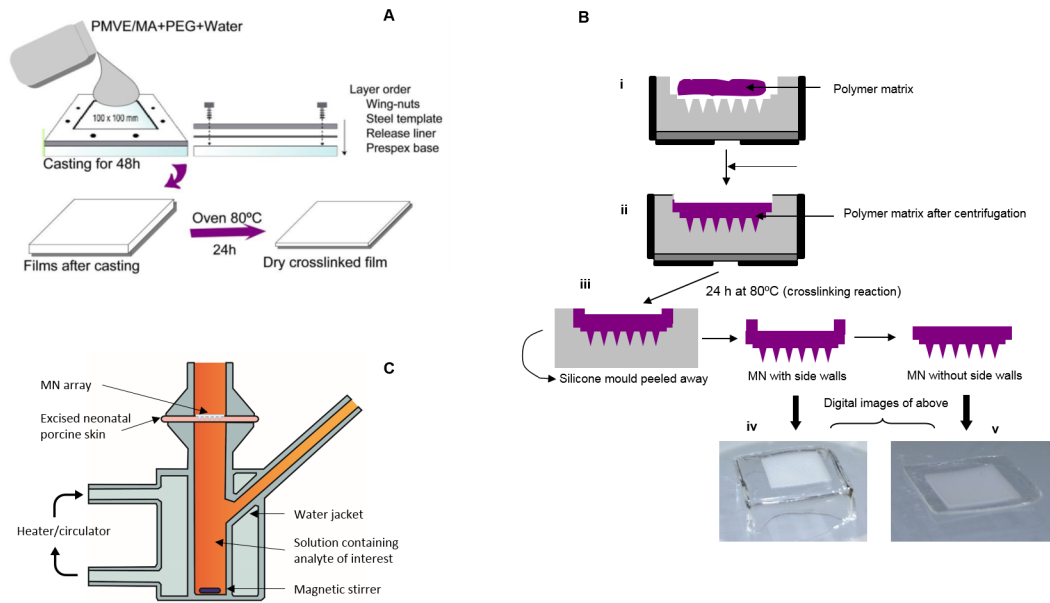 A
PMVE/MA+PEG+Water
100 x 100 mm
Layer order
Wing-nuts
Steel template
Release liner
Prespex base
Casting for 48h
Oven 80ºC
24h
Films after casting
Dry crosslinked film
B
i
Polymer matrix
ii
Polymer matrix after centrifugation
iii
24 h at 80ºC (crosslinking reaction)
Silicone mould peeled away
MN with side walls
MN without side walls
Digital images of above
iv
v
C
MN array
Excised neonatal
porcine skin
Heater/circulator
Water jacket
Solution containing
analyte of interest
Magnetic stirrer